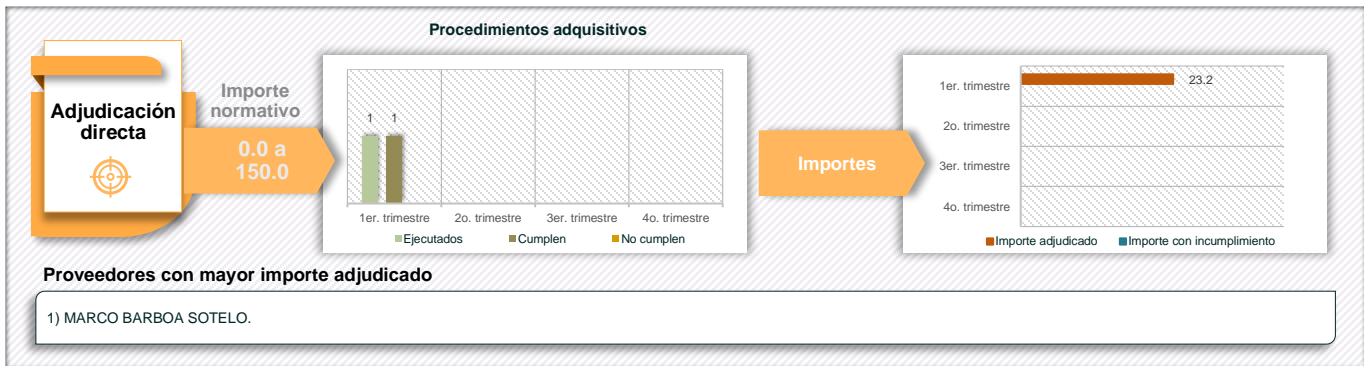 Procedimientos adquisitivos
Adjudicación
directa
Importe
normativo
0.0 a
150.0
1 1
1er. trimestre 2o. trimestre 3er. trimestre 4o. trimestre
Ejecutados Cumplen No cumplen
Importes
1er. trimestre 23.2
2o. trimestre
3er. trimestre
4o. trimestre
Importe adjudicado Importe con incumplimiento
Proveedores con mayor importe adjudicado
1) MARCO BARBOA SOTELO.